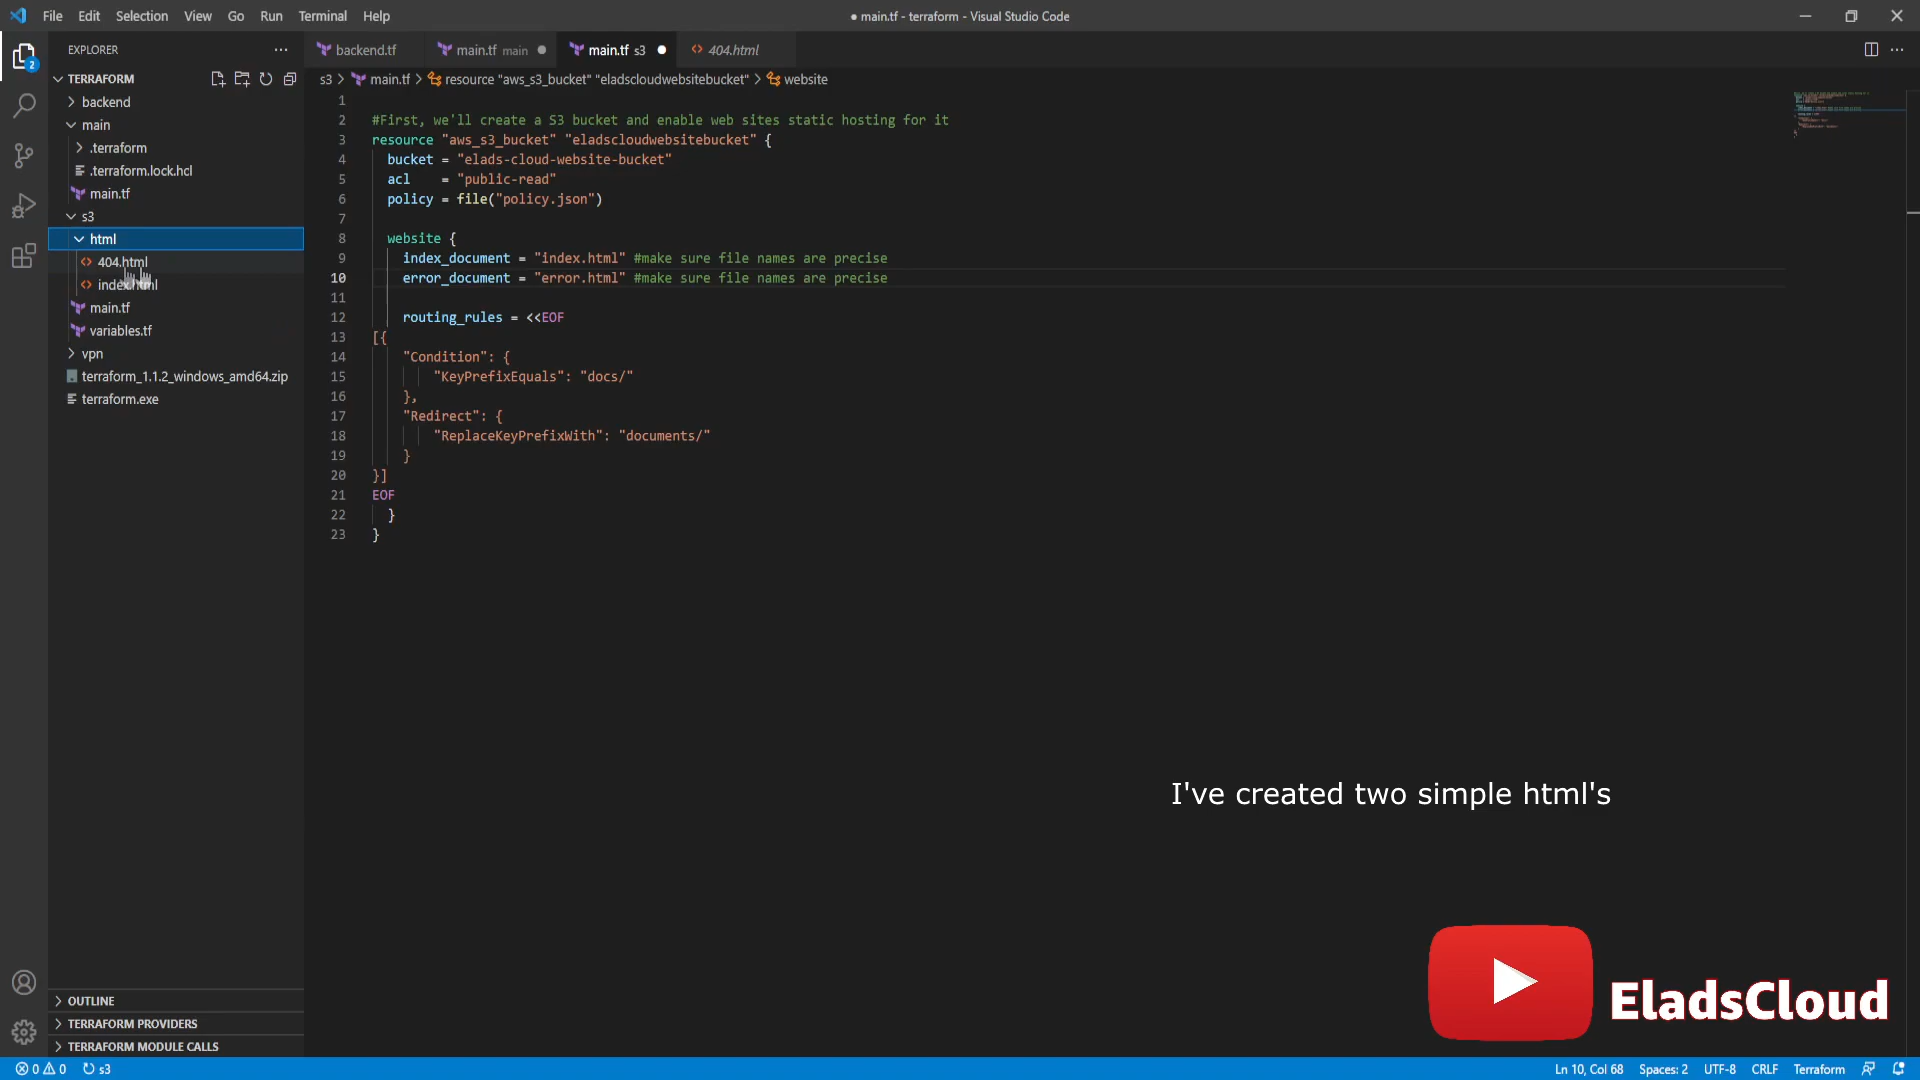 File Edit Selection View Go Run Terminal Help
● main.tf - terraform - Visual Studio Code
EXPLORER
TERRAFORM
backend
main
.terraform
.terraform.lock.hcl
main.tf
s3
html
404.html
index.html
main.tf
variables.tf
vpn
terraform_1.1.2_windows_amd64.zip
terraform.exe
OUTLINE
TERRAFORM PROVIDERS
TERRAFORM MODULE CALLS
2
backend.tf main.tf main main.tf s3 404.html
s3 > main.tf > resource "aws_s3_bucket" "eladscloudwebsitebucket" > website
1
2 #First, we'll create a S3 bucket and enable web sites static hosting for it
3 resource "aws_s3_bucket" "eladscloudwebsitebucket" {
4 bucket = "elads-cloud-website-bucket"
5 acl    = "public-read"
6 policy = file("policy.json")
7
8 website {
9 index_document = "index.html" #make sure file names are precise
10 error_document = "error.html" #make sure file names are precise
11
12 routing_rules = <<EOF
13 [{
14 "Condition": {
15 "KeyPrefixEquals": "docs/"
16 },
17 "Redirect": {
18 "ReplaceKeyPrefixWith": "documents/"
19 }
20 }]
21 EOF
22 }
23 }
I've created two simple html's
EladsCloud
0 0 s3
Ln 10, Col 68 Spaces: 2 UTF-8 CRLF Terraform